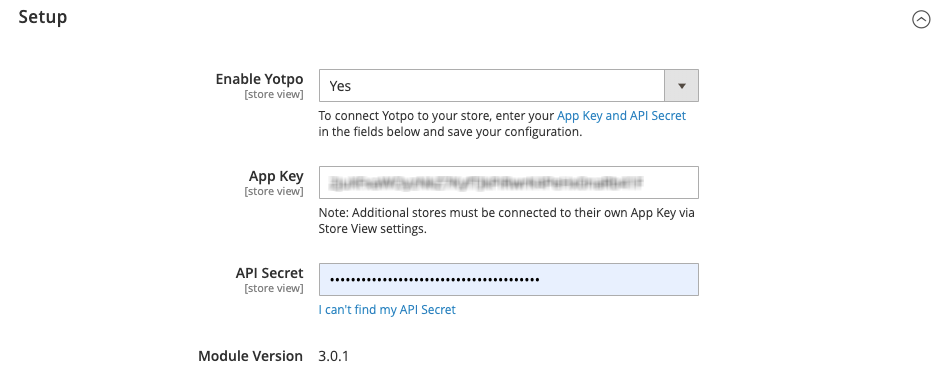 Setup
Enable Yotpo
[store view]
Yes
To connect Yotpo to your store, enter your App Key and API Secret
in the fields below and save your configuration.
App Key
[store view]
Note: Additional stores must be connected to their own App Key via
Store View settings.
API Secret
[store view]
I can't find my API Secret
Module Version 3.0.1